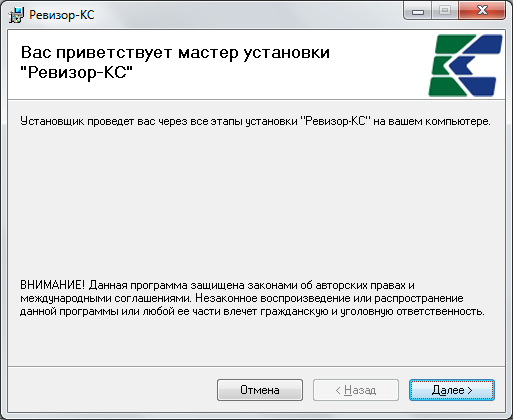 Ревизор-КС
Вас приветствует мастер установки
"Ревизор-КС"
Установщик проведет вас через все этапы установки "Ревизор-КС" на вашем компьютере.
ВНИМАНИЕ! Данная программа защищена законами об авторских правах и
международными соглашениями. Незаконное воспроизведение или распространение
данной программы или любой ее части влечет гражданскую и уголовную ответственность.
Отмена
< Назад
Далее >